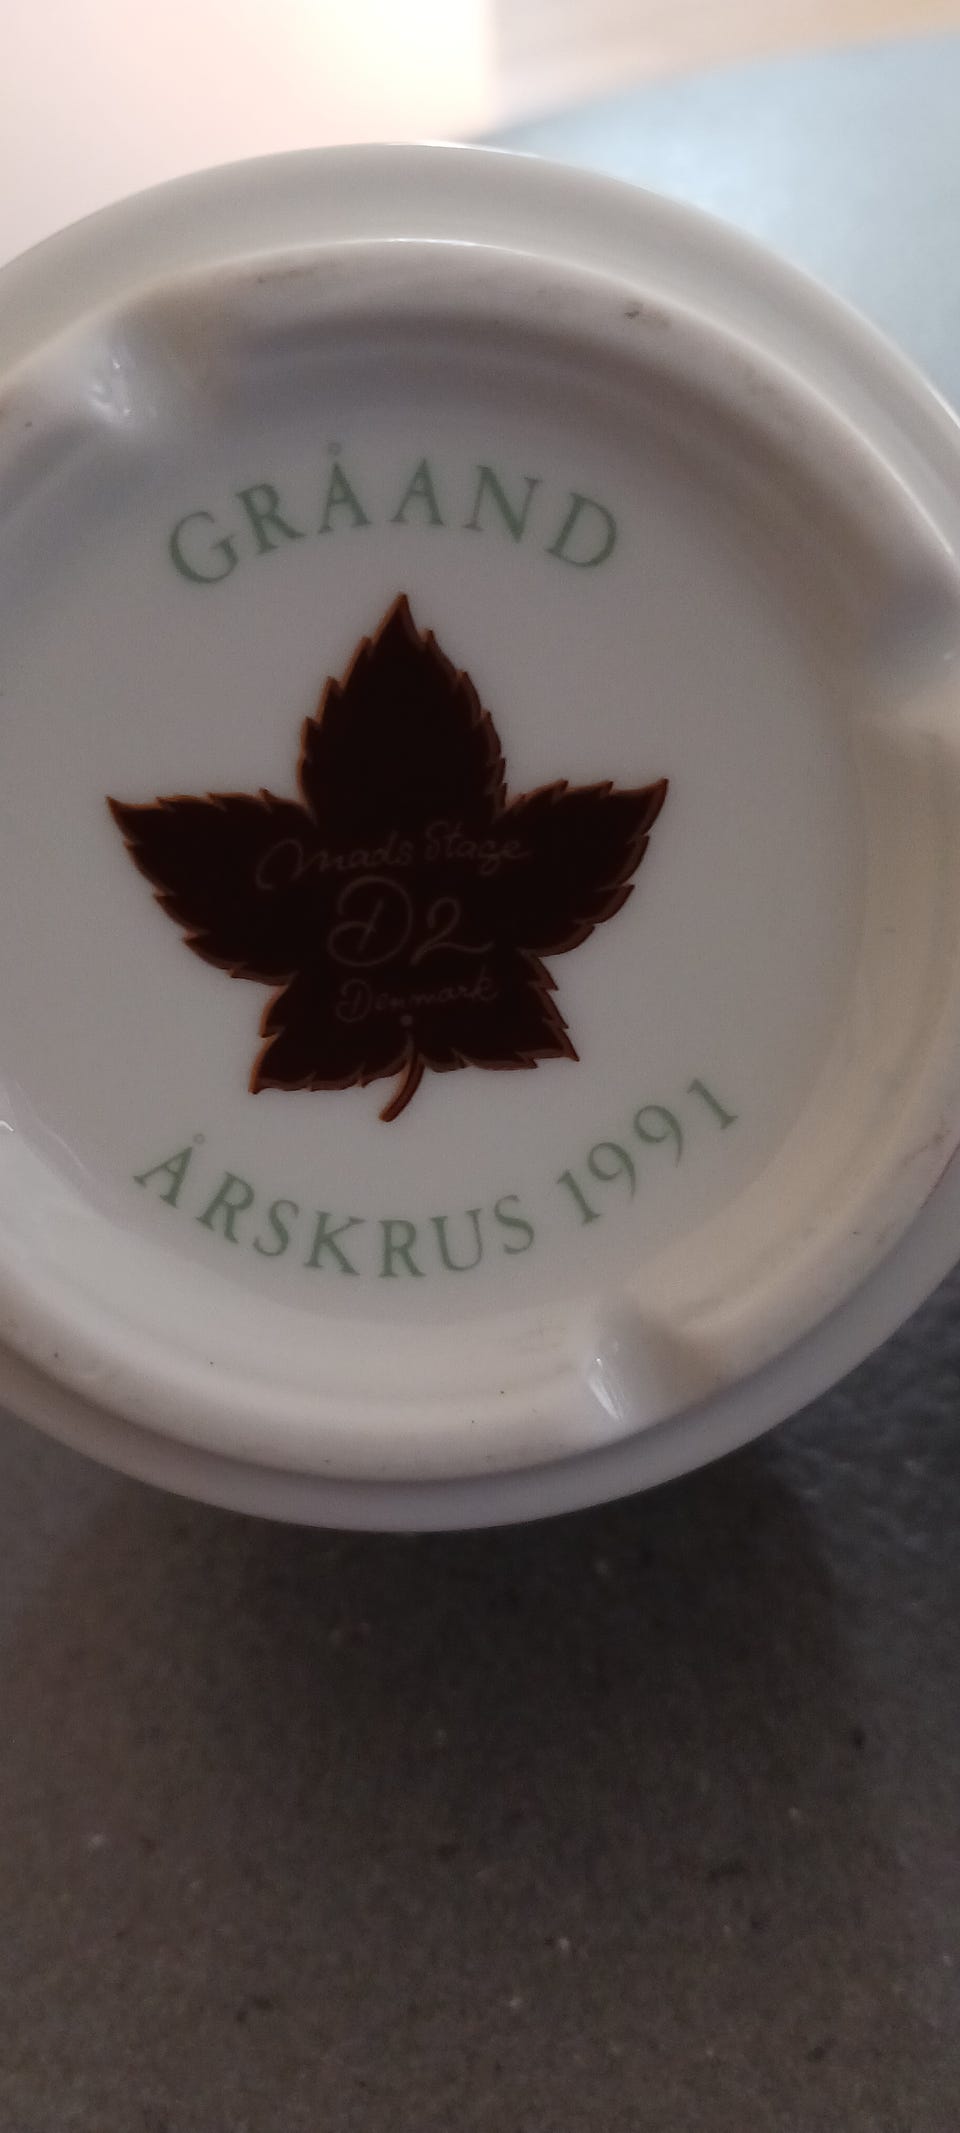 GRÅAND
Mads Stage
D2
Denmark
ÅRSKRUS 1991